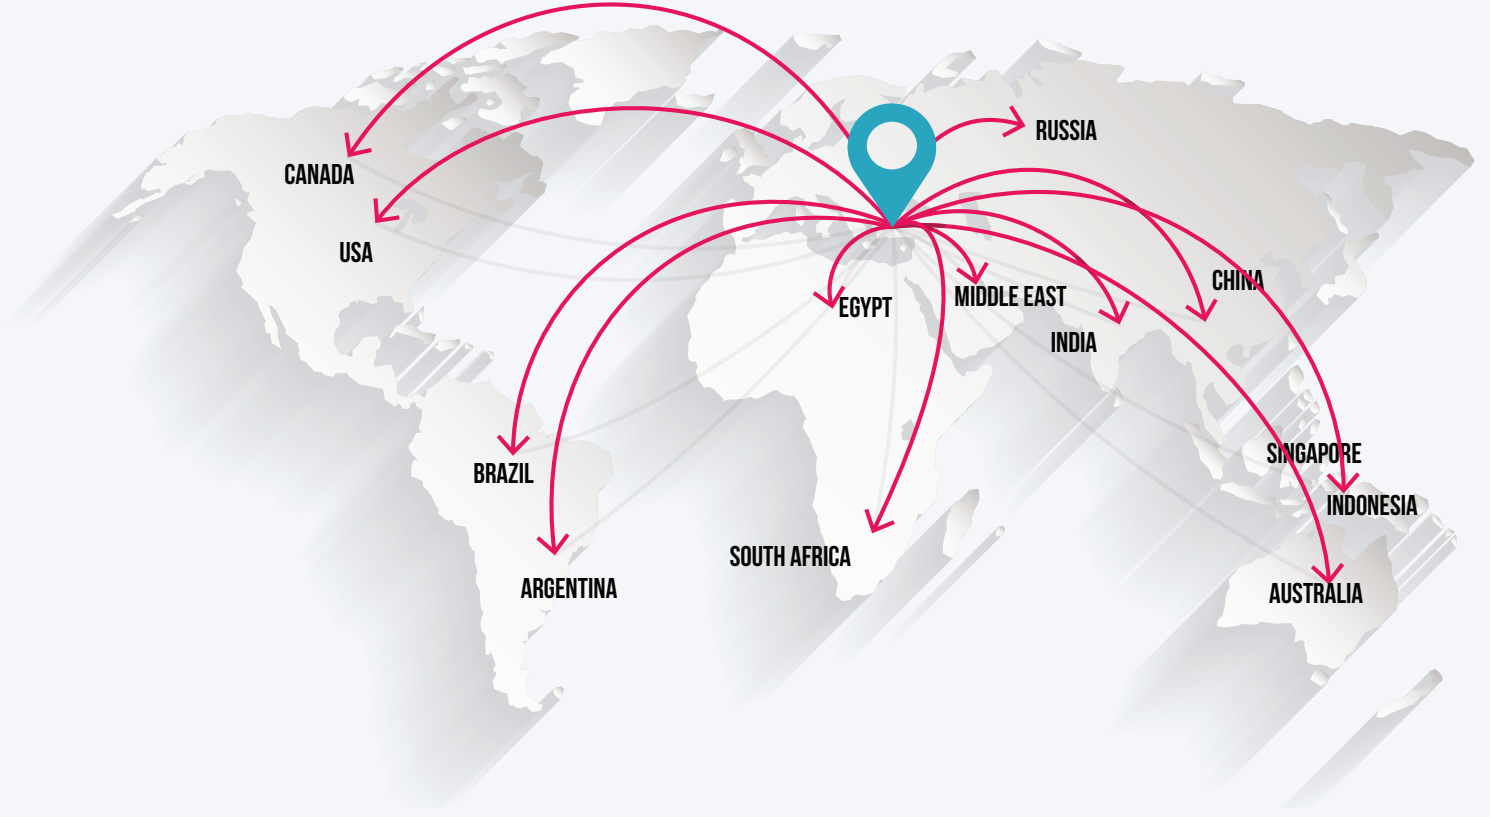 RUSSIA
CANADA
USA
CHINA
MIDDLE EAST
EGYPT
INDIA
SINGAPORE
BRAZIL
INDONESIA
SOUTH AFRICA
ARGENTINA
AUSTRALIA